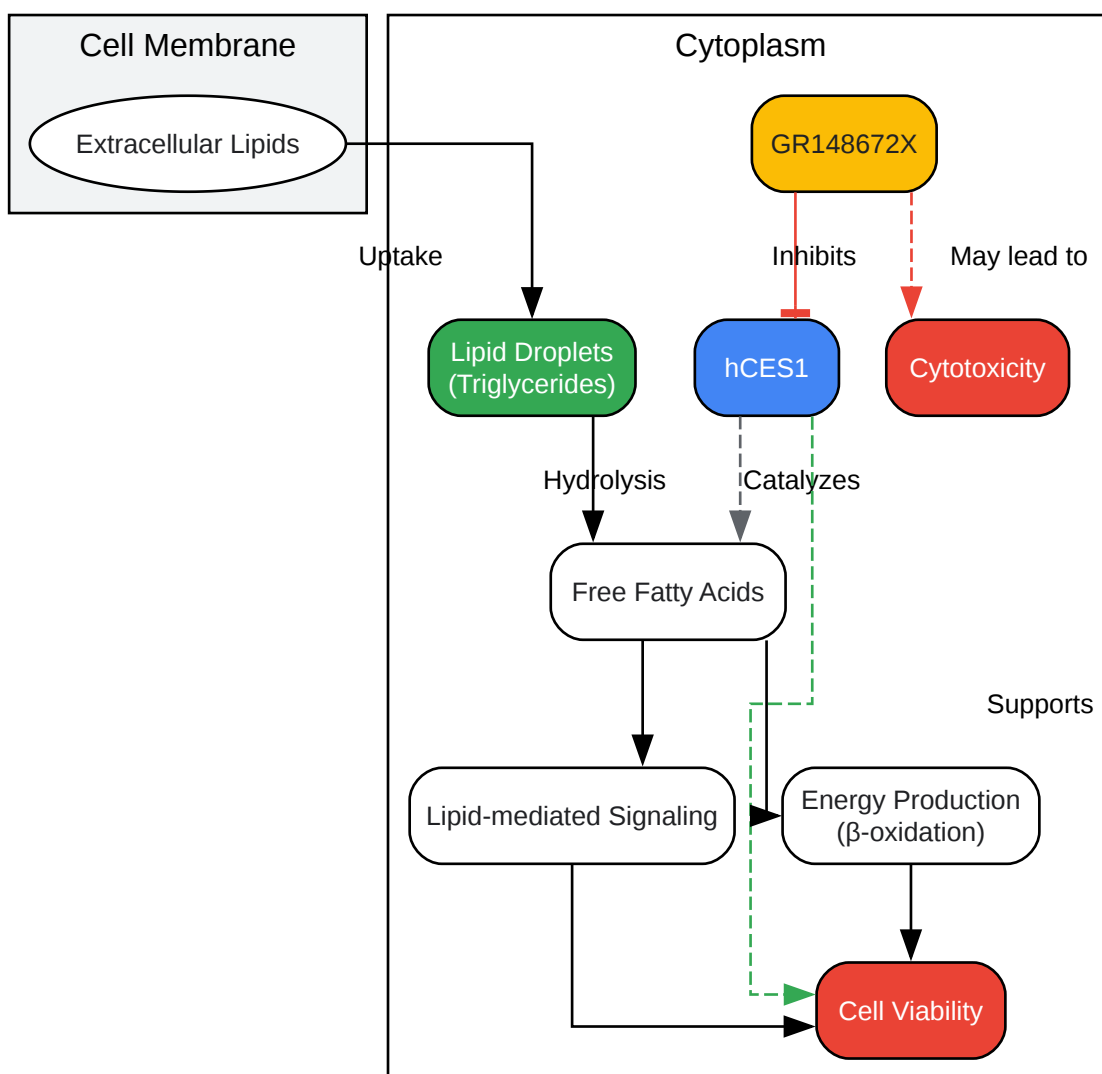 Cell Membrane
Cytoplasm
Extracellular Lipids
GR148672X
Uptake
Inhibits
May lead to
Lipid Droplets
(Triglycerides)
hCES1
Cytotoxicity
Hydrolysis
Catalyzes
Free Fatty Acids
Supports
Lipid-mediated Signaling
Energy Production
(β-oxidation)
Cell Viability